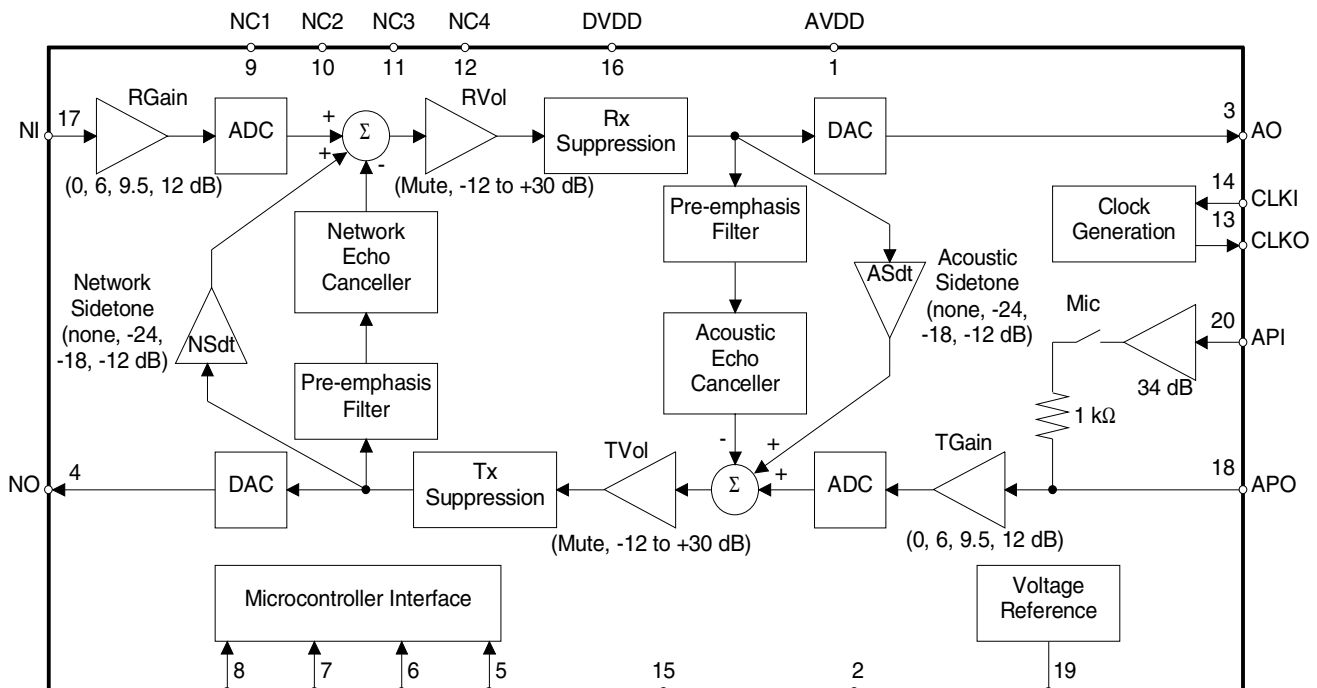 NC1 NC2 NC3 NC4 DVDD AVDD
9 10 11 12 16 1
RGain RVol
NI 17 ADC + Σ Rx Suppression DAC 3 AO
+ -
(0, 6, 9.5, 12 dB) (Mute, -12 to +30 dB)
14 CLKI
Clock
Generation
13 CLKO
Pre-emphasis
Filter
Network
Echo
Canceller
Network
Sidetone
(none, -24,
-18, -12 dB)
NSdt
ASdt
Acoustic
Sidetone
(none, -24,
-18, -12 dB)
Mic
20 API
34 dB
Acoustic
Echo
Canceller
1 kΩ
Pre-emphasis
Filter
- +
TVol TGain
NO 4 DAC Tx Suppression Σ + ADC 18 APO
(Mute, -12 to +30 dB) (0, 6, 9.5, 12 dB)
Microcontroller Interface
Voltage
Reference
8 7 6 5 15 2 19